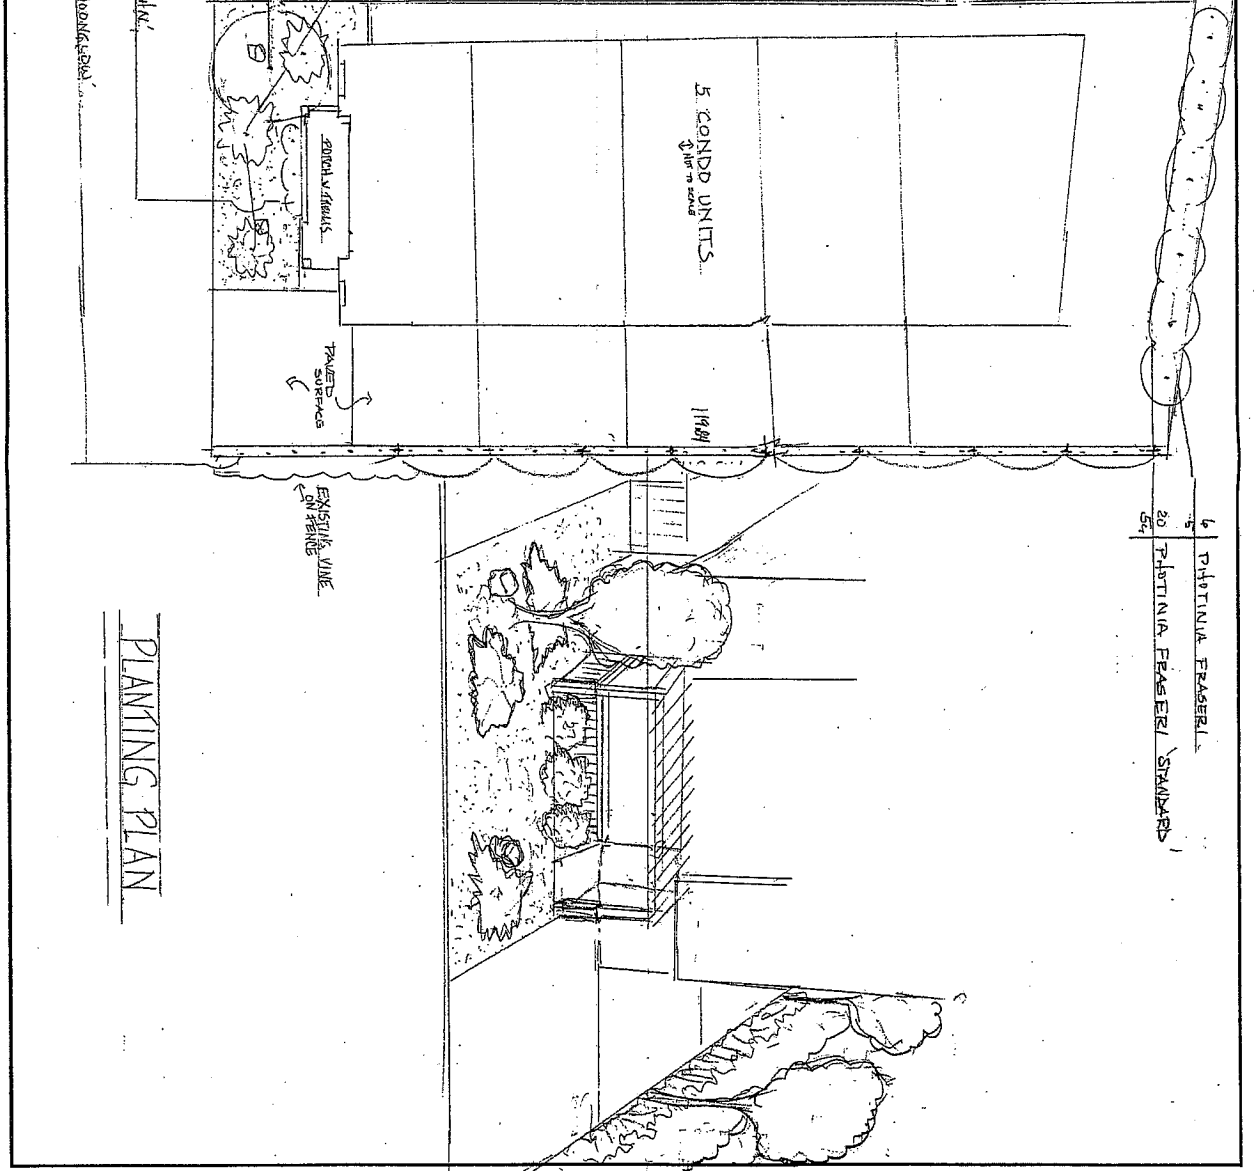 5 CONDO UNITS
NOT TO SCALE
PORCH W TRELLIS
PAVED
SURFACE
EXISTING VINE
ON FENCE
6
5
PHOTINIA FRASERI
20
PHOTINIA FRASERI 'STANDARD'
PLANTING PLAN